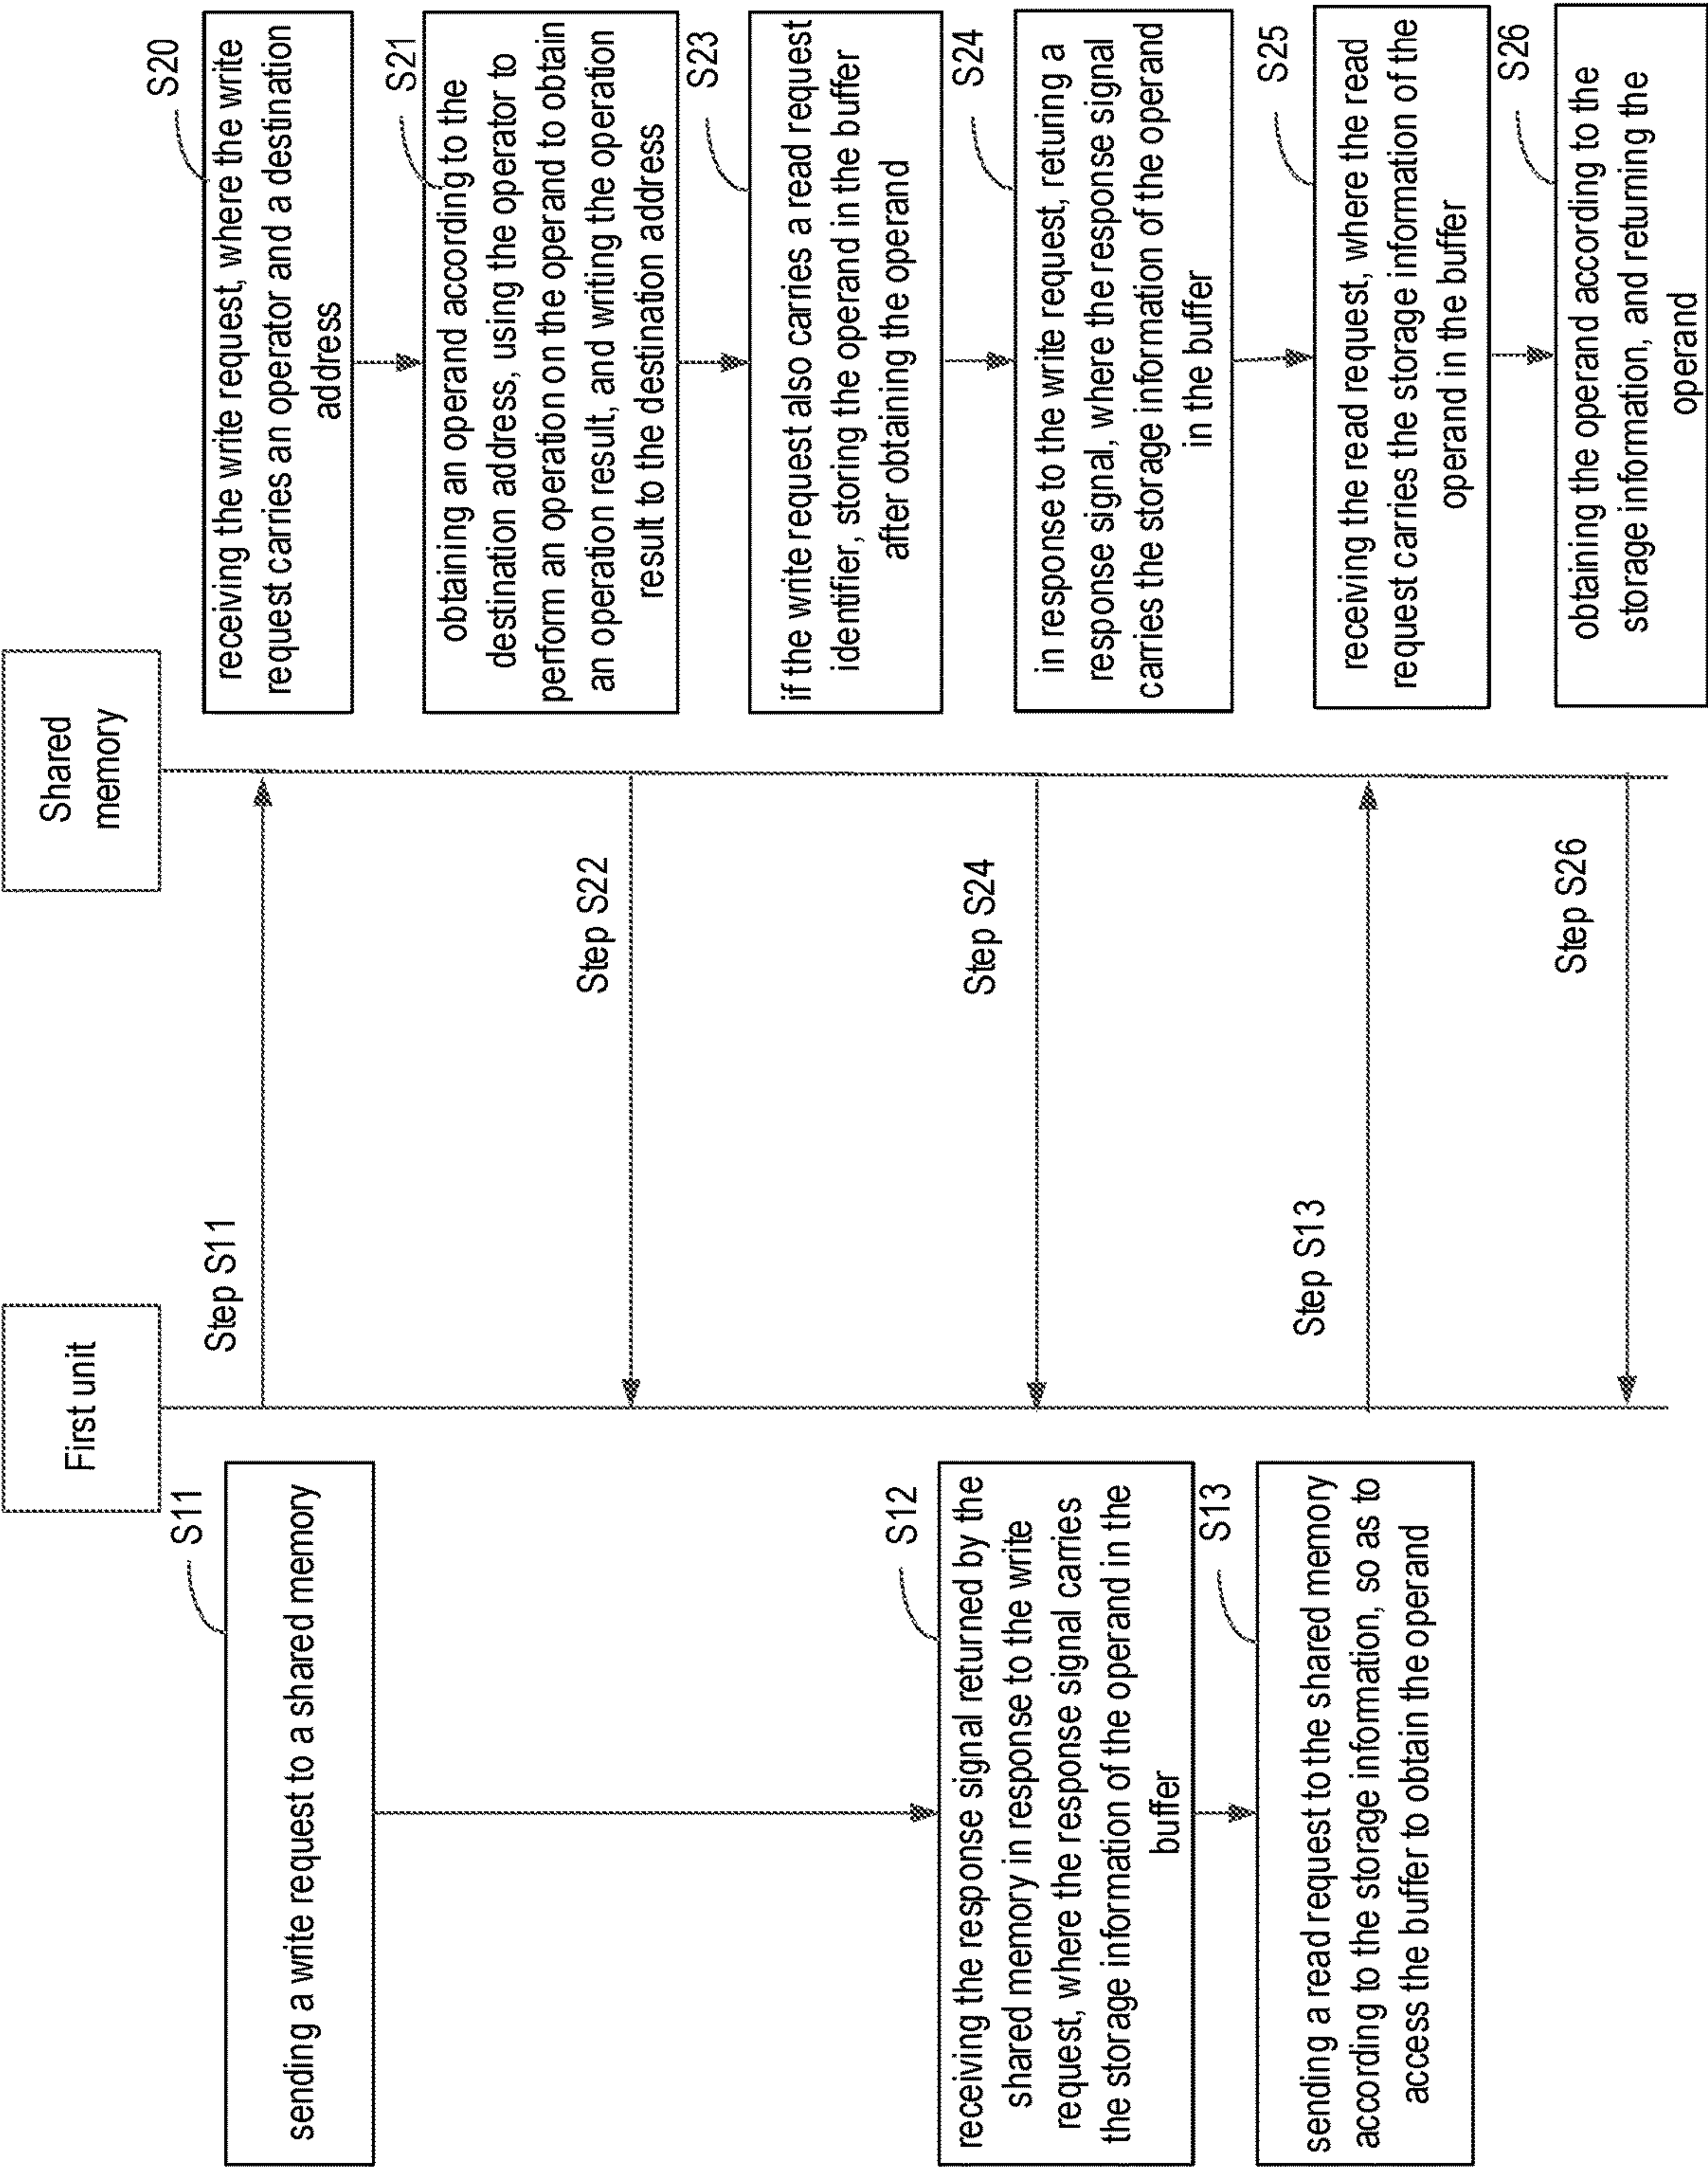 First unit
Shared
memory
S11
sending a write request to a shared memory
S12
receiving the response signal returned by the
shared memory in response to the write
request, where the response signal carries
the storage information of the operand in the
buffer
S13
sending a read request to the shared memory
according to the storage information, so as to
access the buffer to obtain the operand
Step S11
Step S22
Step S24
Step S13
Step S26
S20
receiving the write request, where the write
request carries an operator and a destination
address
S21
obtaining an operand according to the
destination address, using the operator to
perform an operation on the operand to obtain
an operation result, and writing the operation
result to the destination address
S23
if the write request also carries a read request
identifier, storing the operand in the buffer
after obtaining the operand
S24
in response to the write request, returing a
response signal, where the response signal
carries the storage information of the operand
in the buffer
S25
receiving the read request, where the read
request carries the storage information of the
operand in the buffer
S26
obtaining the operand according to the
storage information, and returning the
operand